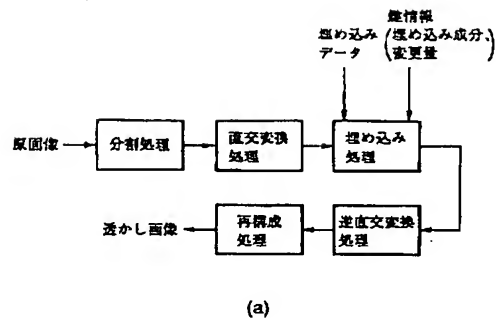 鍵情報
埋め込み
(埋め込み成分、
データ
変更量
原画像
分割処理
直交変換
処理
埋め込み
処理
透かし画像
再構成
処理
逆直交変換
処理
(a)